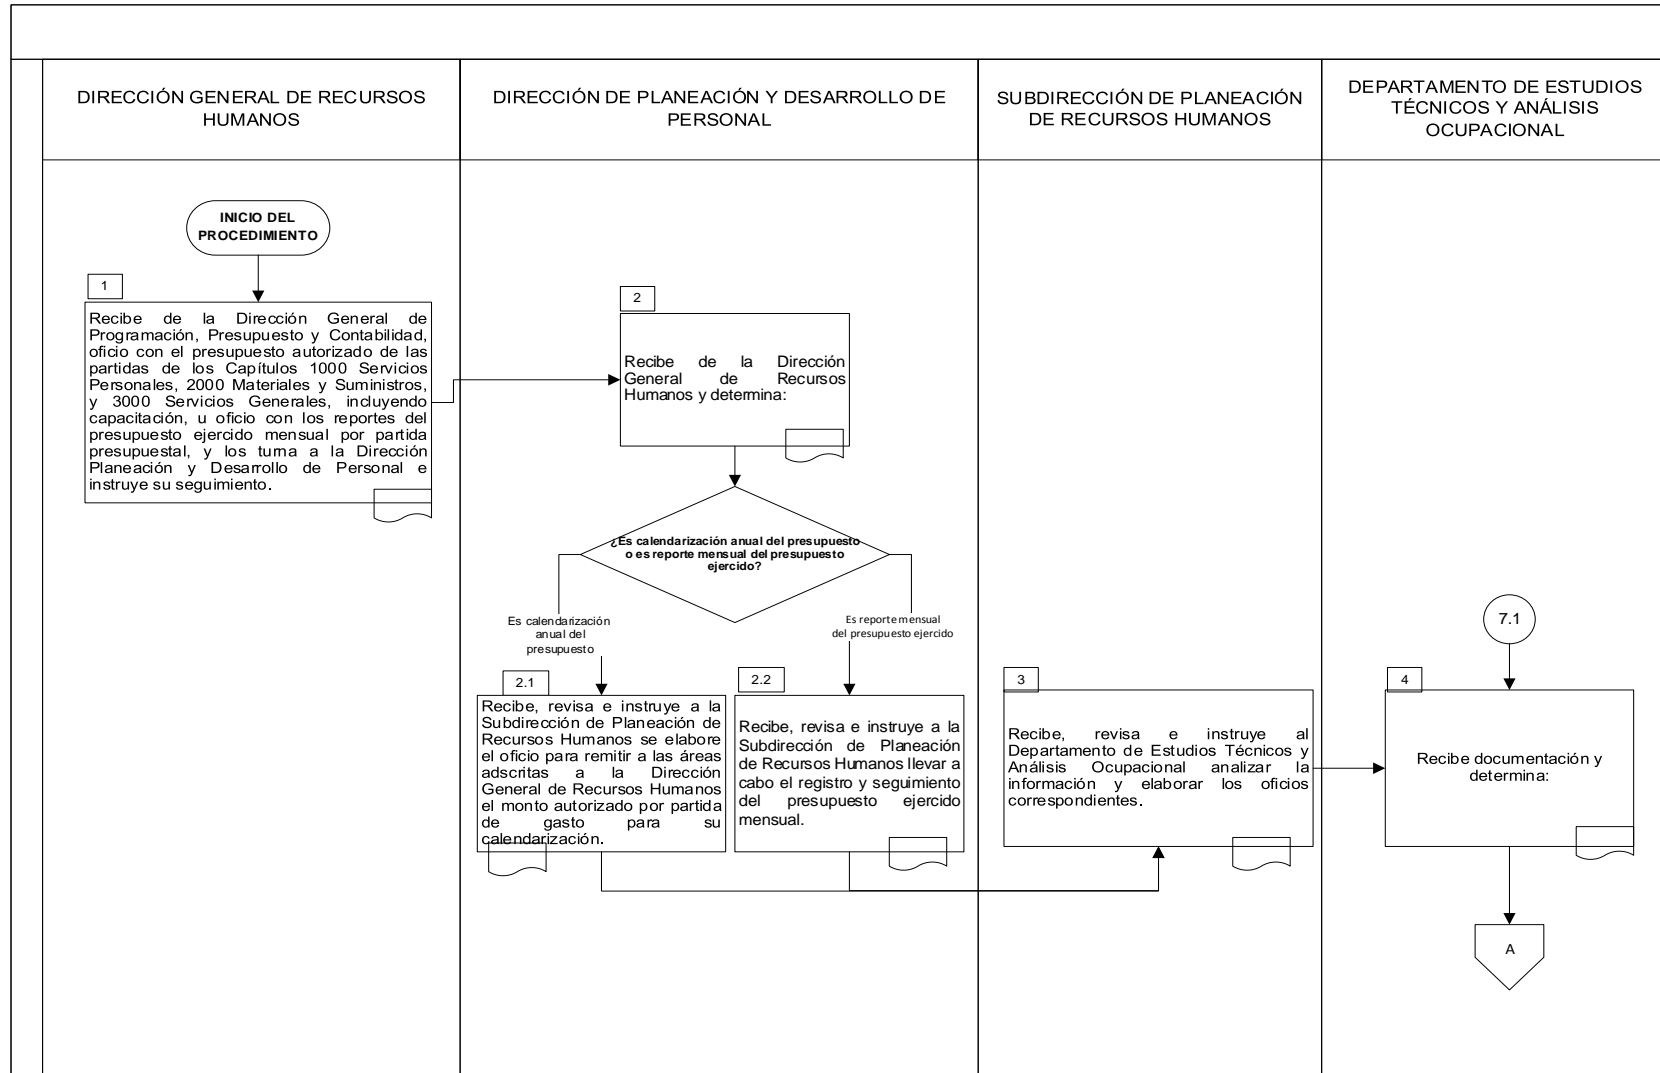 DIRECCIÓN GENERAL DE RECURSOS
HUMANOS
DIRECCIÓN DE PLANEACIÓN Y DESARROLLO DE
PERSONAL
SUBDIRECCIÓN DE PLANEACIÓN
DE RECURSOS HUMANOS
DEPARTAMENTO DE ESTUDIOS
TÉCNICOS Y ANÁLISIS
OCUPACIONAL
INICIO DEL
PROCEDIMIENTO
1
Recibe de la Dirección General de
Programación, Presupuesto y Contabilidad,
oficio con el presupuesto autorizado de las
partidas de los Capítulos 1000 Servicios
Personales, 2000 Materiales y Suministros,
y 3000 Servicios Generales, incluyendo
capacitación, u oficio con los reportes del
presupuesto ejercido mensual por partida
presupuestal, y los turna a la Dirección
Planeación y Desarrollo de Personal e
instruye su seguimiento.
2
Recibe de la Dirección
General de Recursos
Humanos y determina:
¿Es calendarización anual del presupuesto
o es reporte mensual del presupuesto
ejercido?
Es calendarización
anual del
presupuesto
Es reporte mensual
del presupuesto ejercido
2.1
Recibe, revisa e instruye a la
Subdirección de Planeación de
Recursos Humanos se elabore
el oficio para remitir a las áreas
adscritas a la Dirección
General de Recursos Humanos
el monto autorizado por partida
de gasto para su
calendarización.
2.2
Recibe, revisa e instruye a la
Subdirección de Planeación
de Recursos Humanos llevar a
cabo el registro y seguimiento
del presupuesto ejercido
mensual.
3
Recibe, revisa e instruye al
Departamento de Estudios Técnicos y
Análisis Ocupacional analizar la
información y elaborar los oficios
correspondientes.
7.1
4
Recibe documentación y
determina:
A